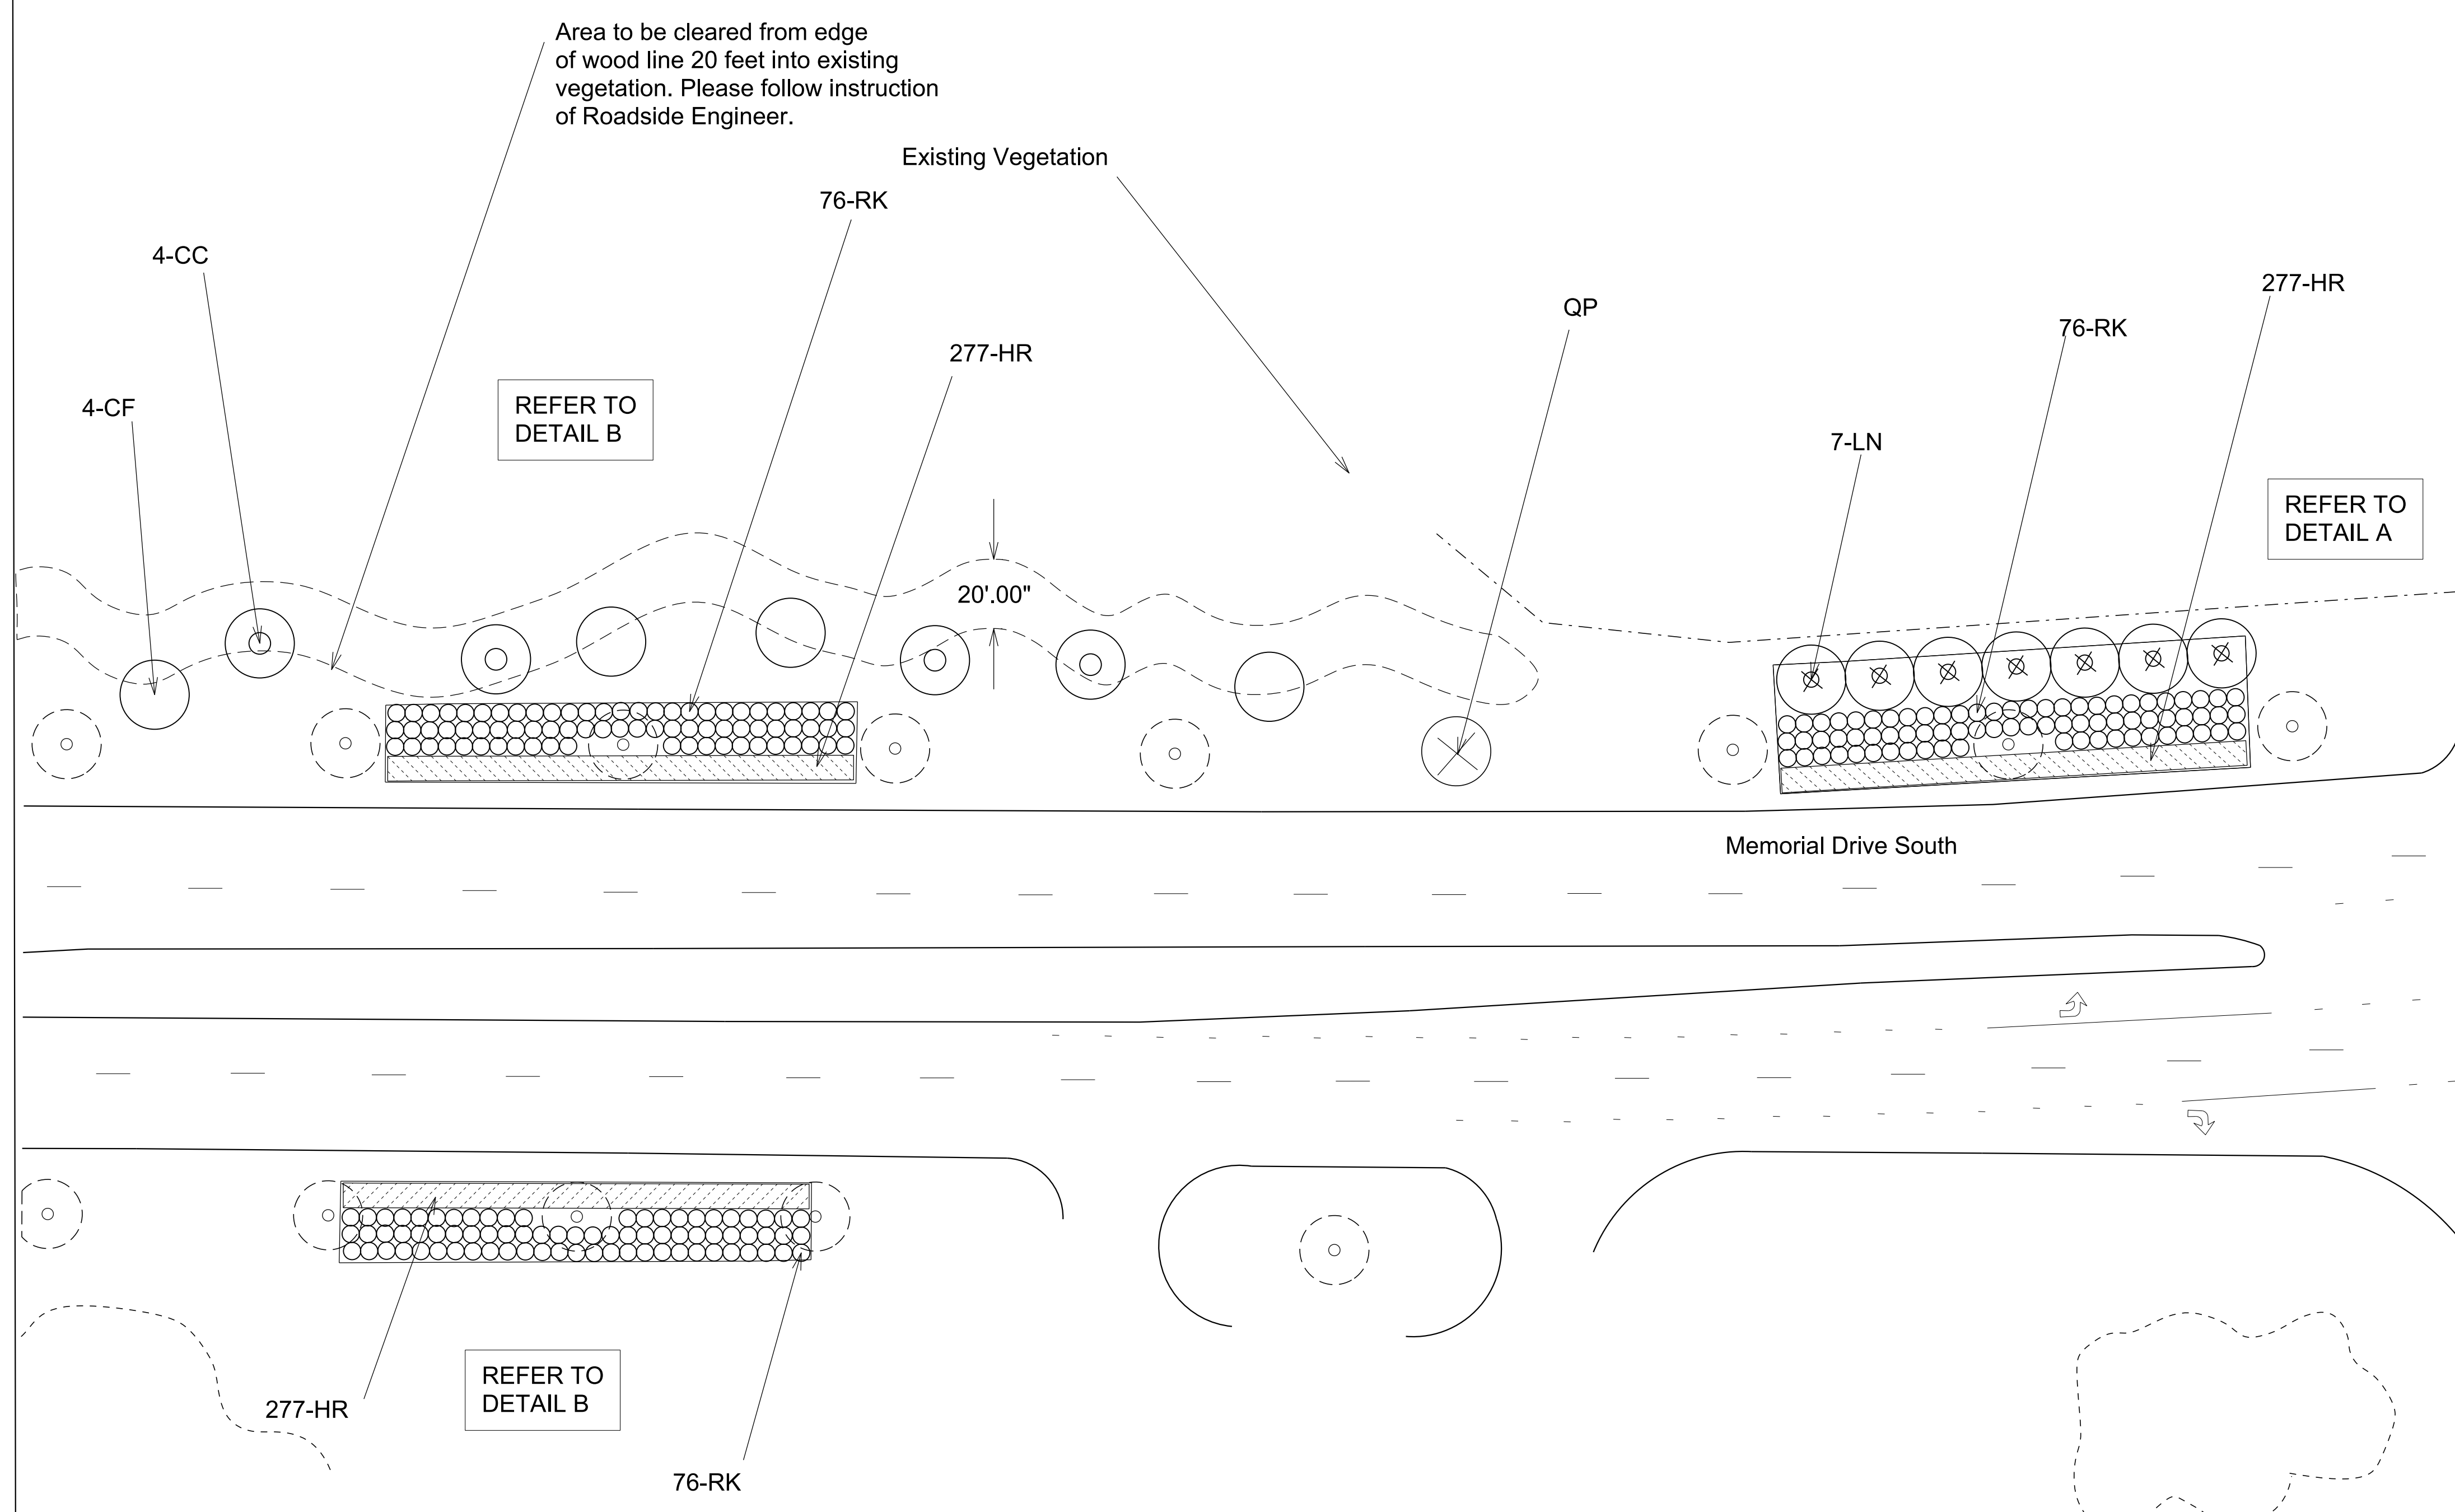 Area to be cleared from edge
of wood line 20 feet into existing
vegetation. Please follow instruction
of Roadside Engineer.
Existing Vegetation
76-RK
4-CC
277-HR
QP
76-RK
277-HR
4-CF
REFER TO
DETAIL B
7-LN
REFER TO
DETAIL A
20'.00"
Memorial Drive South
277-HR
REFER TO
DETAIL B
76-RK